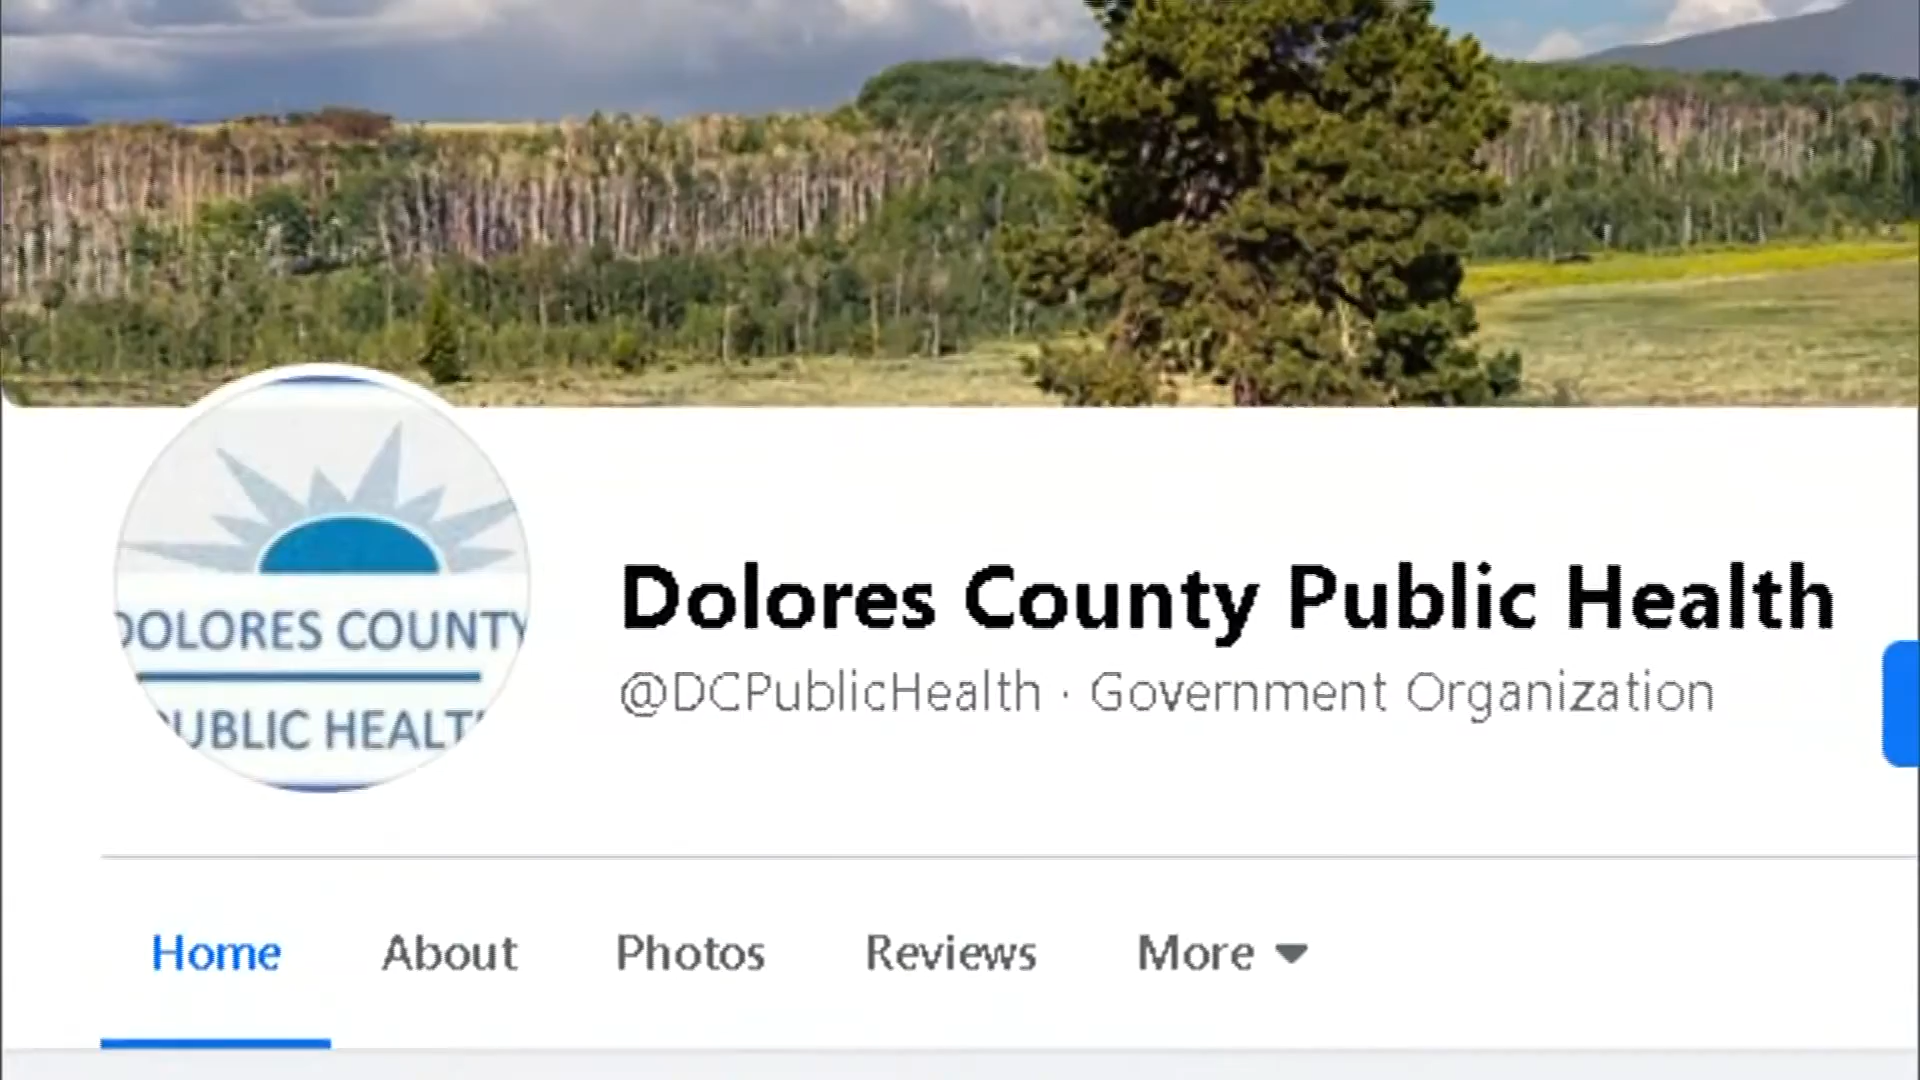 DOLORES COUNTY
PUBLIC HEALTH
Dolores County Public Health
@DCPublicHealth · Government Organization
Home About Photos Reviews More